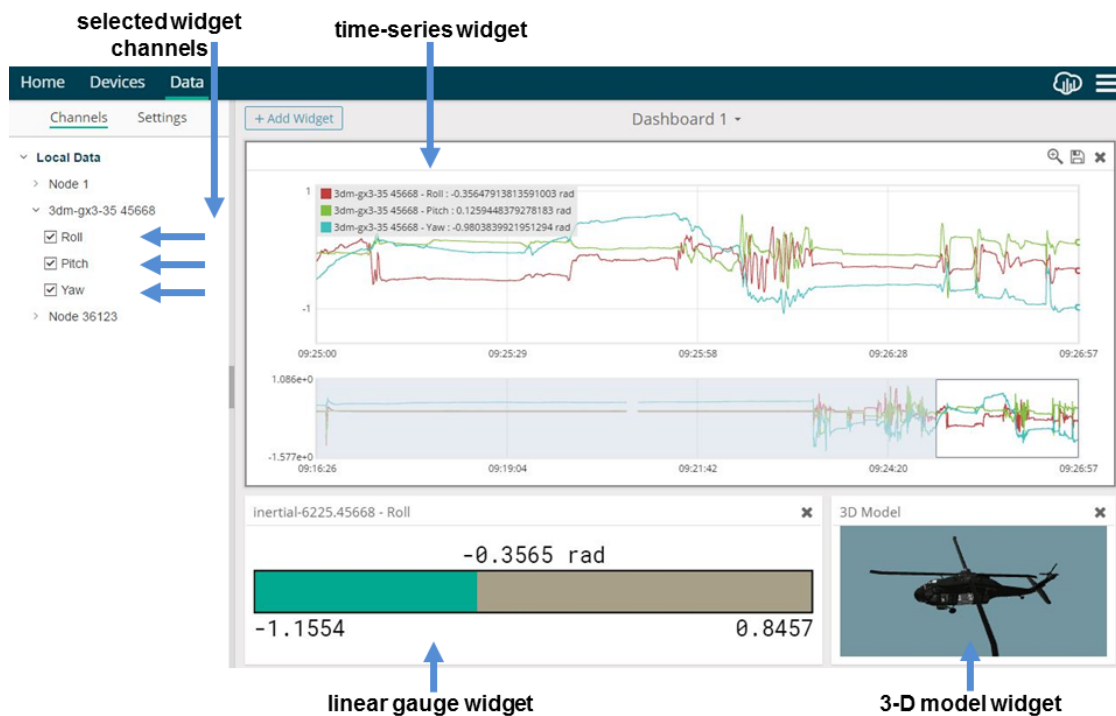 selected widget
channels
time-series widget
Home Devices Data
Channels Settings
+ Add Widget
Dashboard 1
Local Data
Node 1
3dm-gx3-35 45668
Roll
Pitch
Yaw
Node 36123
1
3dm-gx3-35 45668 - Roll : -0.35647913813591003 rad
3dm-gx3-35 45668 - Pitch : 0.1259448379278183 rad
3dm-gx3-35 45668 - Yaw : -0.9803839921951294 rad
-1
09:25:00 09:25:29 09:25:58 09:26:28 09:26:57
1.086e+0
-1.577e+0
09:16:26 09:19:04 09:21:42 09:24:20 09:26:57
inertial-6225.45668 - Roll
-0.3565 rad
-1.1554 0.8457
3D Model
linear gauge widget
3-D model widget